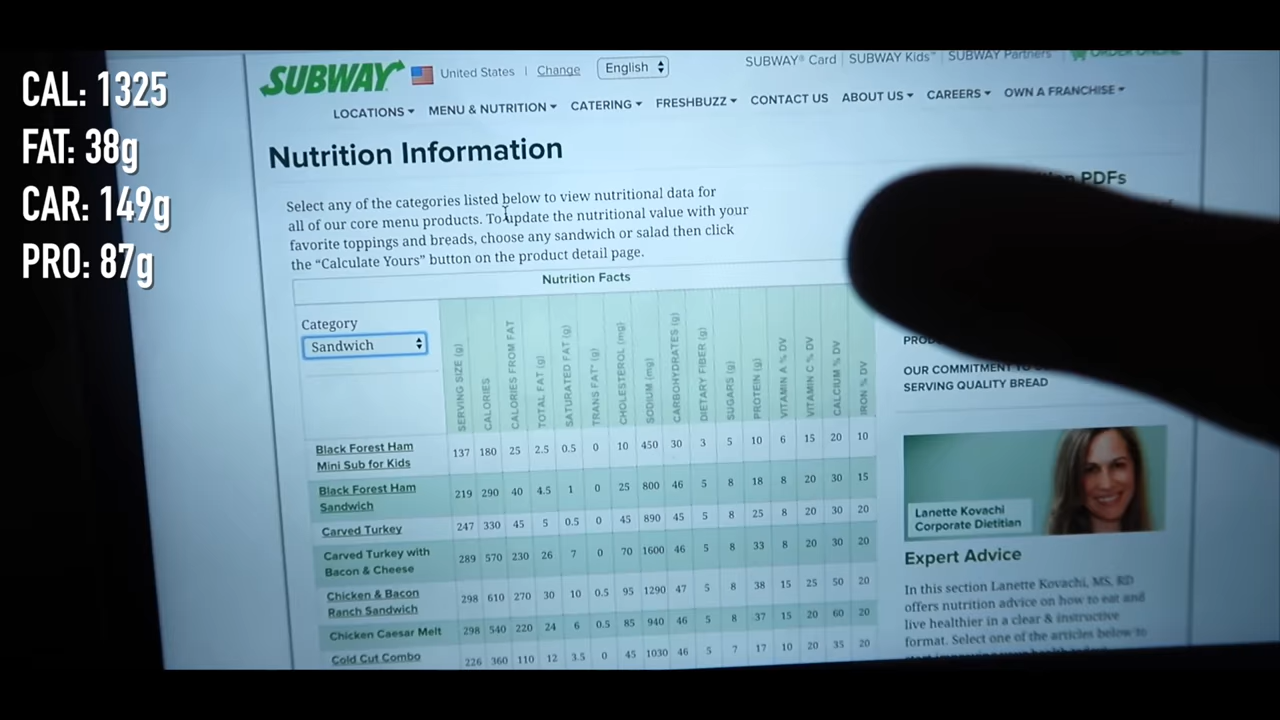 CAL: 1325
FAT: 38g
CAR: 149g
PRO: 87g
SUBWAY
United States | Change
English
SUBWAY® Card | SUBWAY Kids™ | SUBWAY Partners
LOCATIONS
MENU & NUTRITION
CATERING
FRESHBUZZ
CONTACT US
ABOUT US
CAREERS
OWN A FRANCHISE
Nutrition Information
Select any of the categories listed below to view nutritional data for
all of our core menu products. To update the nutritional value with your
favorite toppings and breads, choose any sandwich or salad then click
the “Calculate Yours” button on the product detail page.
Nutrition Facts
Category
Sandwich
SERVING SIZE (g)
CALORIES
CALORIES FROM FAT
TOTAL FAT (g)
SATURATED FAT (g)
TRANS FAT* (g)
CHOLESTEROL (mg)
SODIUM (mg)
CARBOHYDRATES (g)
DIETARY FIBER (g)
SUGARS (g)
PROTEIN (g)
VITAMIN A % DV
VITAMIN C % DV
CALCIUM % DV
IRON % DV
Black Forest Ham
Mini Sub for Kids
137 180 25 2.5 0.5 0 10 450 30 3 5 10 6 15 20 10
Black Forest Ham
Sandwich
219 290 40 4.5 1 0 25 800 46 5 8 18 8 20 30 15
Carved Turkey
247 330 45 5 0.5 0 45 890 45 5 8 25 8 20 30 20
Carved Turkey with
Bacon & Cheese
289 570 230 26 7 0 70 1600 46 5 8 33 8 20 30 20
Chicken & Bacon
Ranch Sandwich
298 610 270 30 10 0.5 95 1290 47 5 8 38 15 25 50 20
Chicken Caesar Melt
298 540 220 24 6 0.5 85 940 46 5 8 37 15 20 60 20
Cold Cut Combo
226 360 110 12 3.5 0 45 1030 46 5 7 17 10 20 35 20
PDFs
OUR COMMITMENT TO
SERVING QUALITY BREAD
Lanette Kovachi
Corporate Dietitian
Expert Advice
In this section Lanette Kovachi, MS, RD
offers nutrition advice on how to eat and
live healthier in a clear & instructive
format. Select one of the articles below to